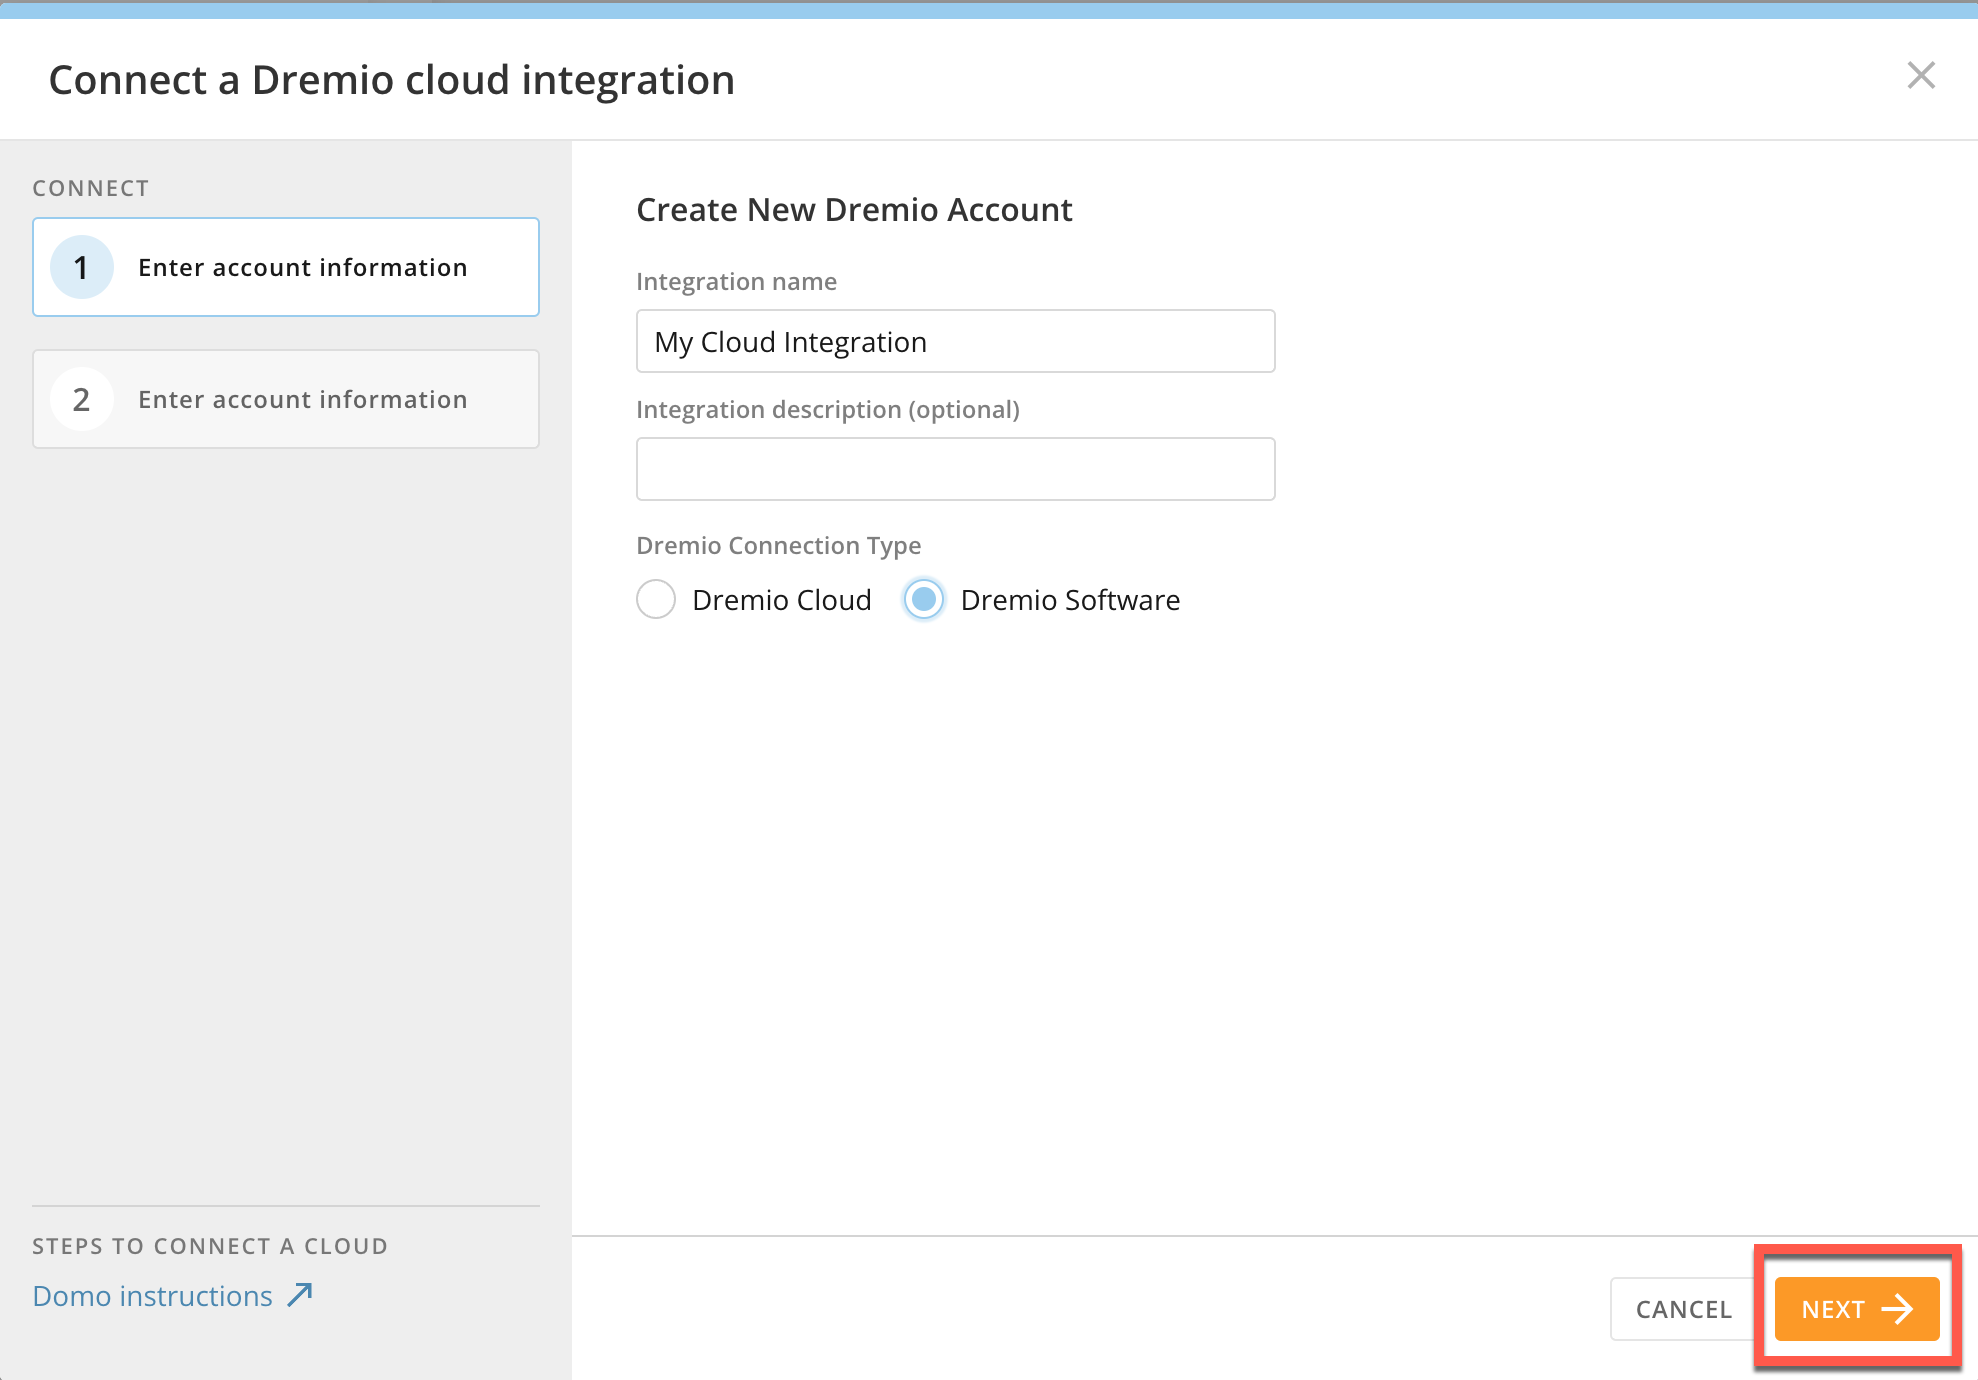 Connect a Dremio cloud integration
CONNECT
1 Enter account information
2 Enter account information
Create New Dremio Account
Integration name
My Cloud Integration
Integration description (optional)
Dremio Connection Type
Dremio Cloud Dremio Software
STEPS TO CONNECT A CLOUD
Domo instructions
CANCEL NEXT